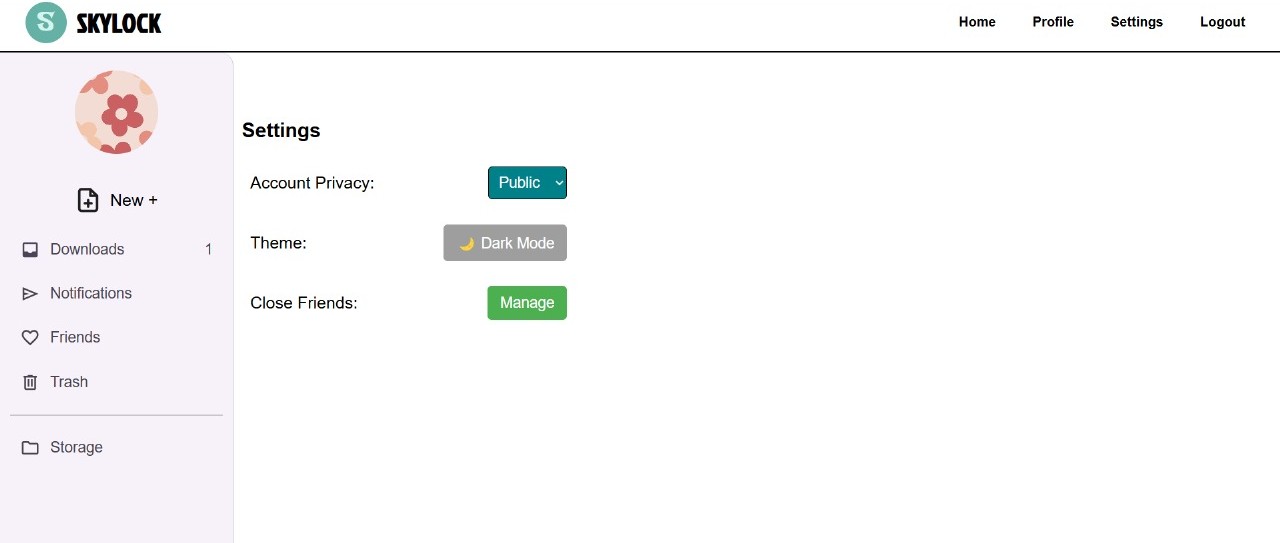 S SKYLOCK
Home Profile Settings Logout
New +
Downloads 1
Notifications
Friends
Trash
Storage
Settings
Account Privacy: Public
Theme: 🌙 Dark Mode
Close Friends: Manage